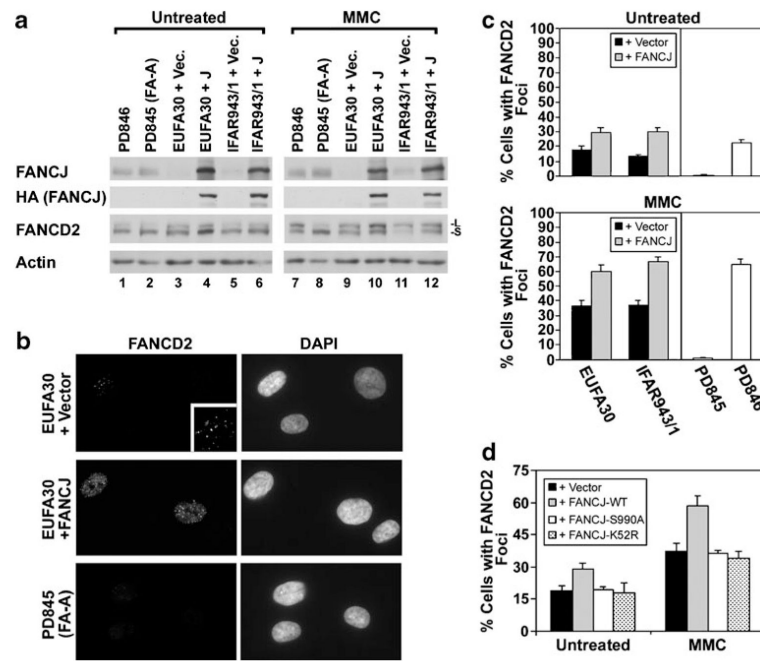 a
Untreated
MMC
PD846
PD845 (FA-A)
EUFA30 + Vec.
EUFA30 + J
IFAR943/1 + Vec.
IFAR943/1 + J
PD846
PD845 (FA-A)
EUFA30 + Vec.
EUFA30 + J
IFAR943/1 + Vec.
IFAR943/1 + J
FANCJ
HA (FANCJ)
FANCD2
-L
-S
Actin
1 2 3 4 5 6 7 8 9 10 11 12
b
FANCD2
DAPI
EUFA30
+ Vector
EUFA30
+FANCJ
PD845
(FA-A)
c
Untreated
% Cells with FANCD2
Foci
100
90
80
70
60
50
40
30
20
10
0
+ Vector
+ FANCJ
MMC
% Cells with FANCD2
Foci
100
90
80
70
60
50
40
30
20
10
0
+ Vector
+ FANCJ
EUFA30
IFAR943/1
PD845
PD846
d
% Cells with FANCD2
Foci
75
60
45
30
15
0
+ Vector
+ FANCJ-WT
+ FANCJ-S990A
+ FANCJ-K52R
Untreated
MMC